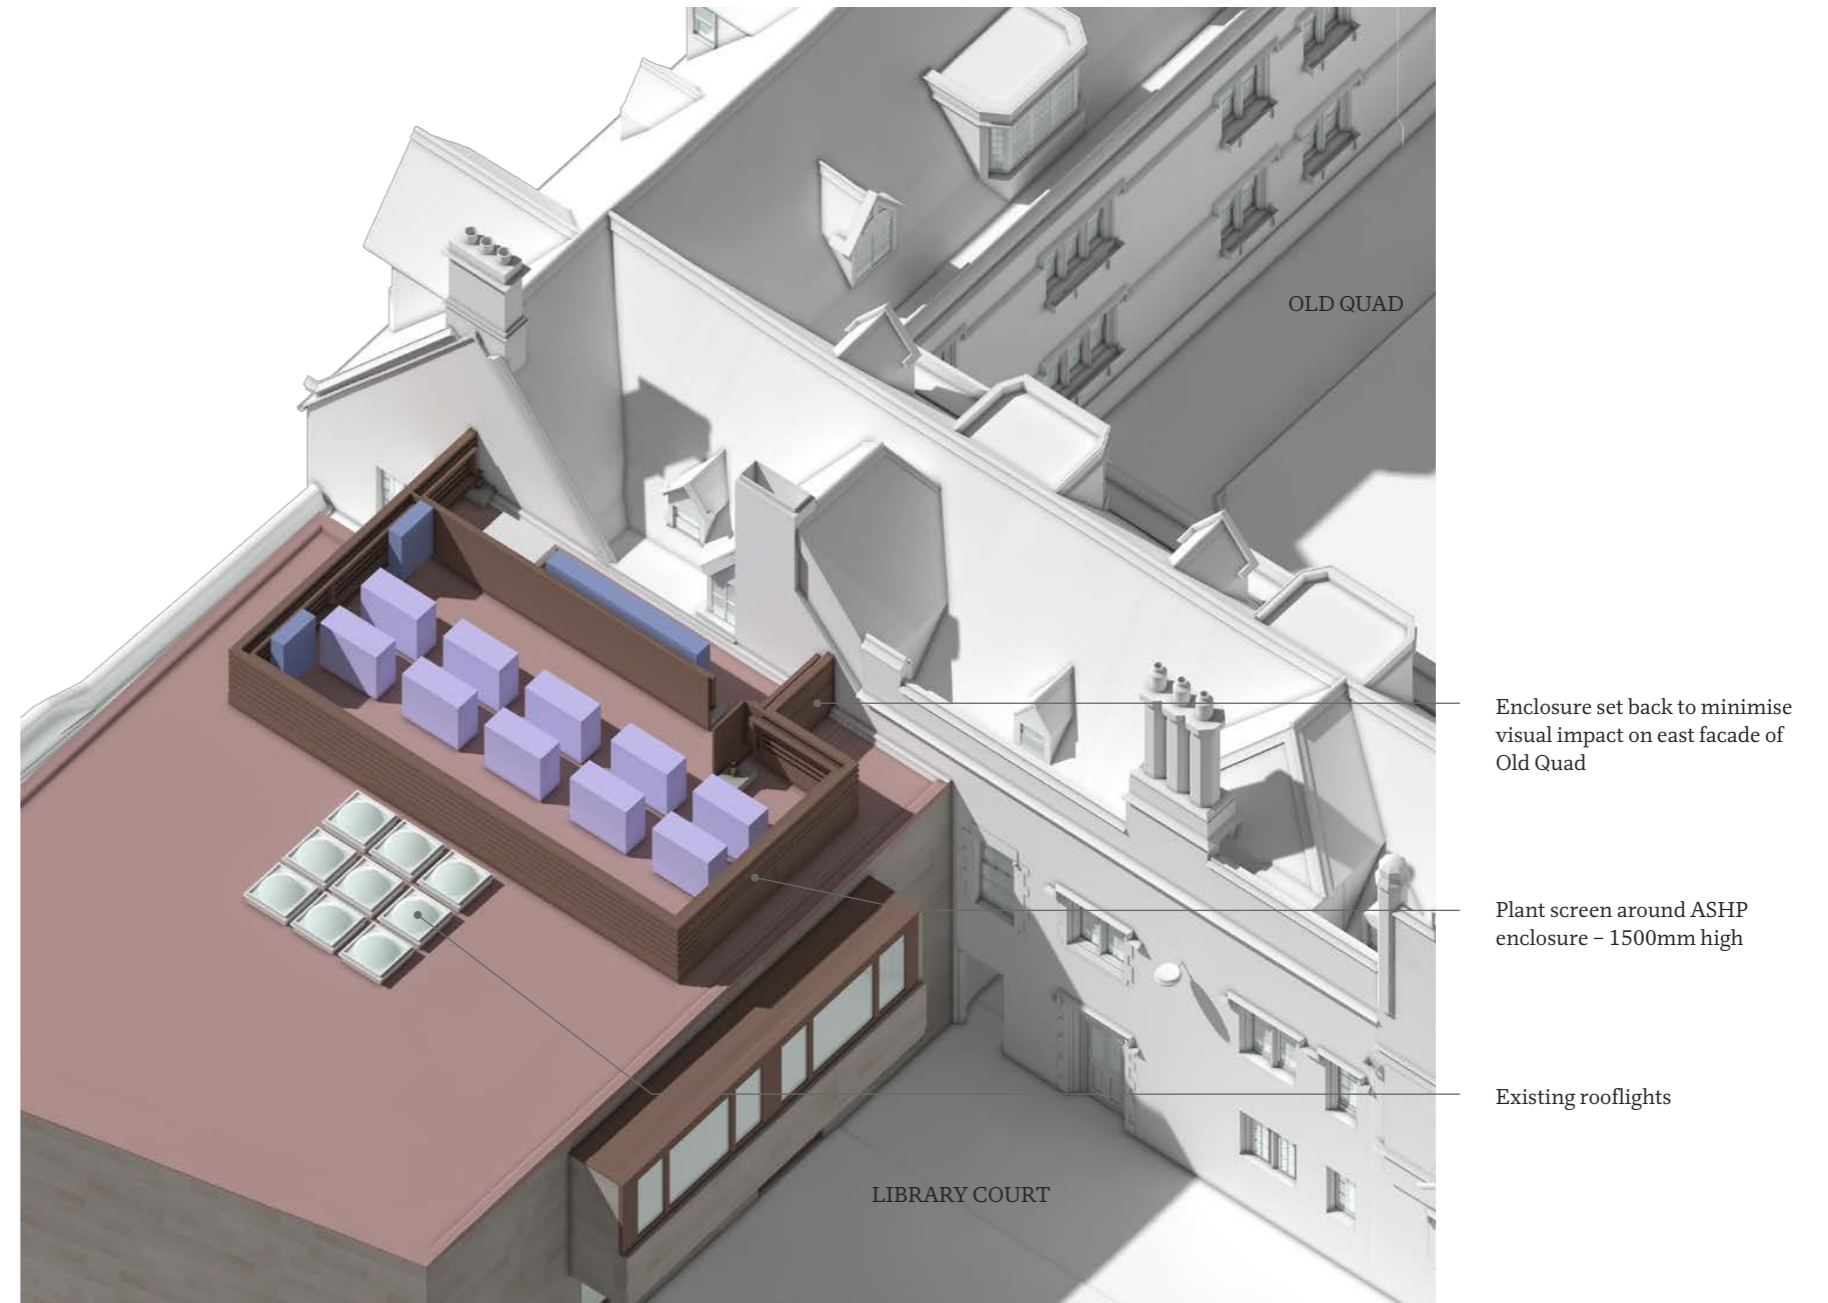 OLD QUAD
Enclosure set back to minimise
visual impact on east facade of
Old Quad
Plant screen around ASHP
enclosure – 1500mm high
Existing rooflights
LIBRARY COURT